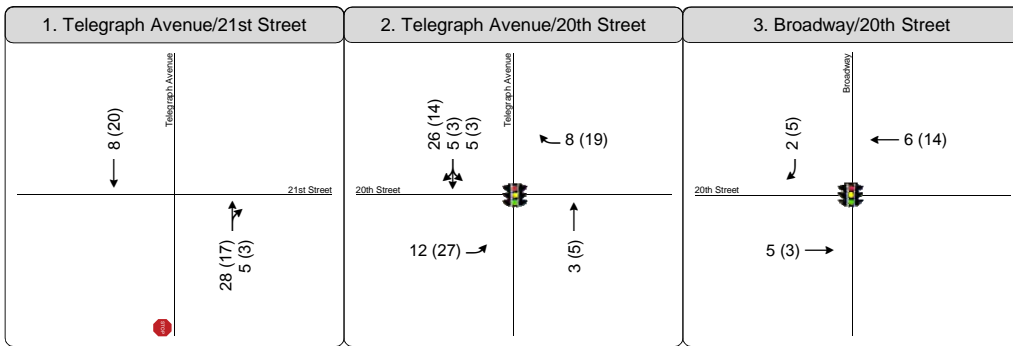 1. Telegraph Avenue/21st Street
Telegraph Avenue
8 (20)
21st Street
28 (17)
5 (3)
STOP
2. Telegraph Avenue/20th Street
Telegraph Avenue
26 (14)
5 (3)
5 (3)
8 (19)
20th Street
12 (27)
3 (5)
3. Broadway/20th Street
Broadway
2 (5)
6 (14)
20th Street
5 (3)